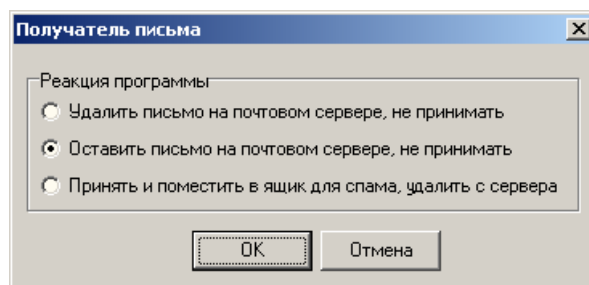 Получатель письма
Реакция программы
Удалить письмо на почтовом сервере, не принимать
Оставить письмо на почтовом сервере, не принимать
Принять и поместить в ящик для спама, удалить с сервера
OK
Отмена